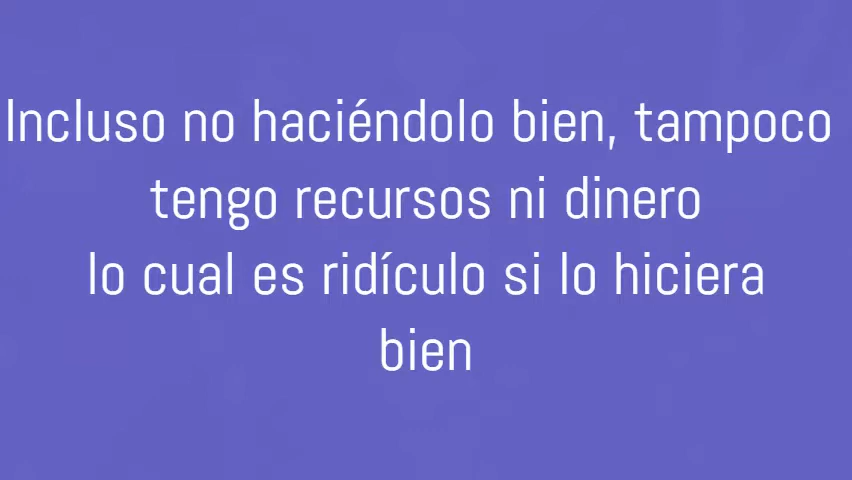 Incluso no haciéndolo bien, tampoco
tengo recursos ni dinero
lo cual es ridículo si lo hiciera
bien